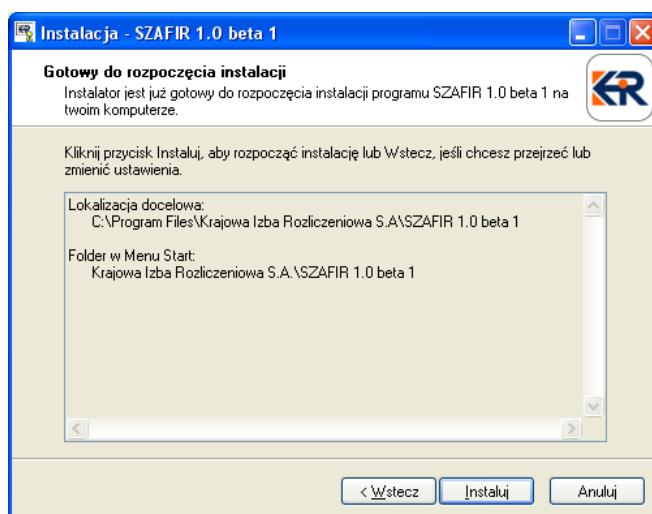 Instalacja - SZAFIR 1.0 beta 1
Gotowy do rozpoczęcia instalacji
Instalator jest już gotowy do rozpoczęcia instalacji programu SZAFIR 1.0 beta 1 na
twoim komputerze.
KIR
Kliknij przycisk Instaluj, aby rozpocząć instalację lub Wstecz, jeśli chcesz przejrzeć lub
zmienić ustawienia.
Lokalizacja docelowa:
C:\Program Files\Krajowa Izba Rozliczeniowa S.A\SZAFIR 1.0 beta 1
Folder w Menu Start:
Krajowa Izba Rozliczeniowa S.A.\SZAFIR 1.0 beta 1
< Wstecz
Instaluj
Anuluj